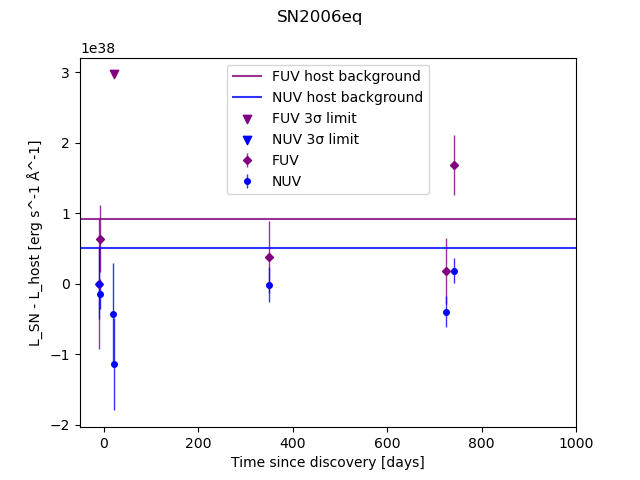 SN2006eq
1e38
FUV host background
NUV host background
FUV 3σ limit
NUV 3σ limit
FUV
NUV
L_SN - L_host [erg s^-1 Å^-1]
3
2
1
0
−1
−2
0 200 400 600 800 1000
Time since discovery [days]